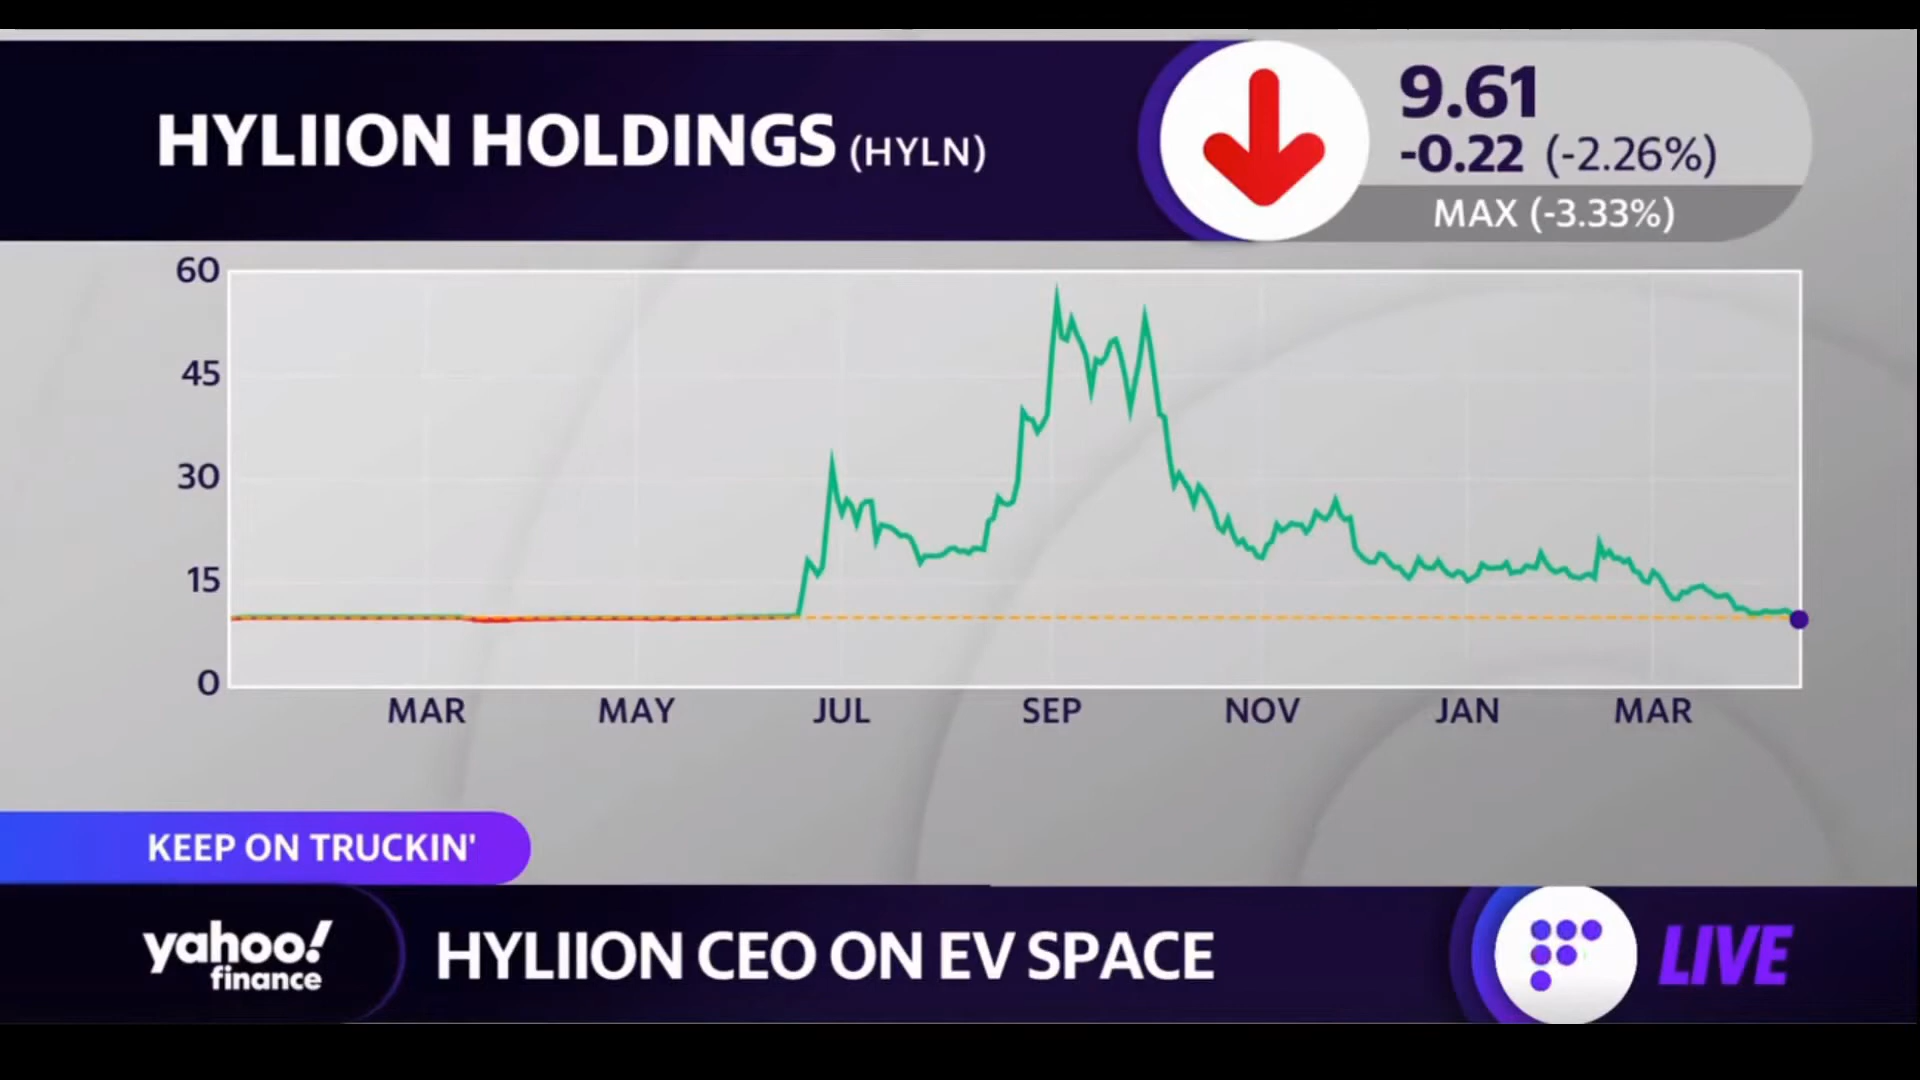 HYLIION HOLDINGS (HYLN)
9.61
-0.22 (-2.26%)
MAX (-3.33%)
60
45
30
15
0
MAR MAY JUL SEP NOV JAN MAR
KEEP ON TRUCKIN'
yahoo!
finance
HYLIION CEO ON EV SPACE
LIVE